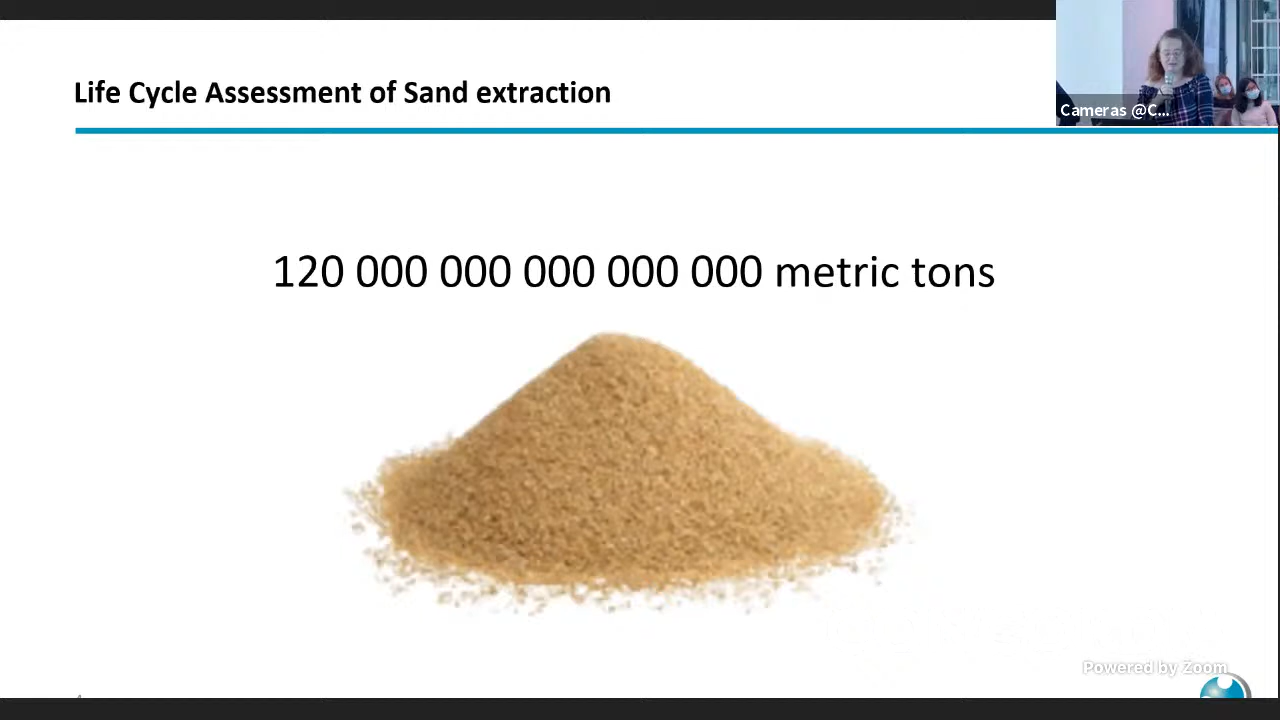 Life Cycle Assessment of Sand extraction
Cameras @C...
120 000 000 000 000 000 metric tons
Powered by Zoom